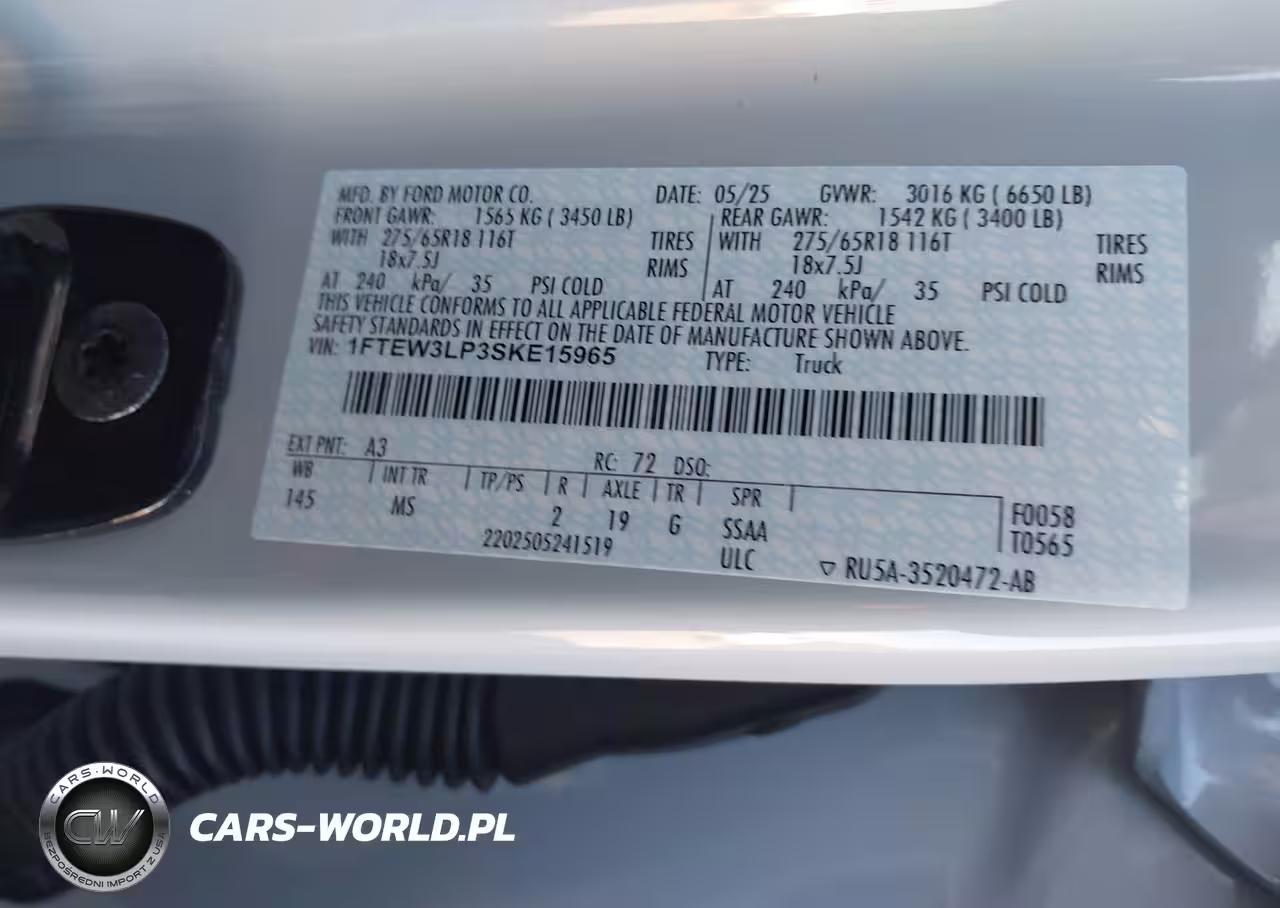 MFD. BY FORD MOTOR CO. DATE: 05/25 GVWR: 3016 KG ( 6650 LB)
FRONT GAWR: 1565 KG ( 3450 LB) REAR GAWR: 1542 KG ( 3400 LB)
WITH 275/65R18 116T TIRES WITH 275/65R18 116T TIRES
18x7.5J RIMS 18x7.5J RIMS
AT 240 kPa/ 35 PSI COLD AT 240 kPa/ 35 PSI COLD
THIS VEHICLE CONFORMS TO ALL APPLICABLE FEDERAL MOTOR VEHICLE
SAFETY STANDARDS IN EFFECT ON THE DATE OF MANUFACTURE SHOWN ABOVE.
VIN: 1FTEW3LP3SKE15965 TYPE: Truck
EXT PNT: A3 RC: 72 DSO:
WB INT TR TP/PS R AXLE TR SPR
145 MS 2 19 G SSAA F0058
2202505241519 ULC T0565
▽ RU5A-3520472-AB
CARS-WORLD
CW
BEZPOŚREDNI IMPORT Z USA
CARS-WORLD.PL